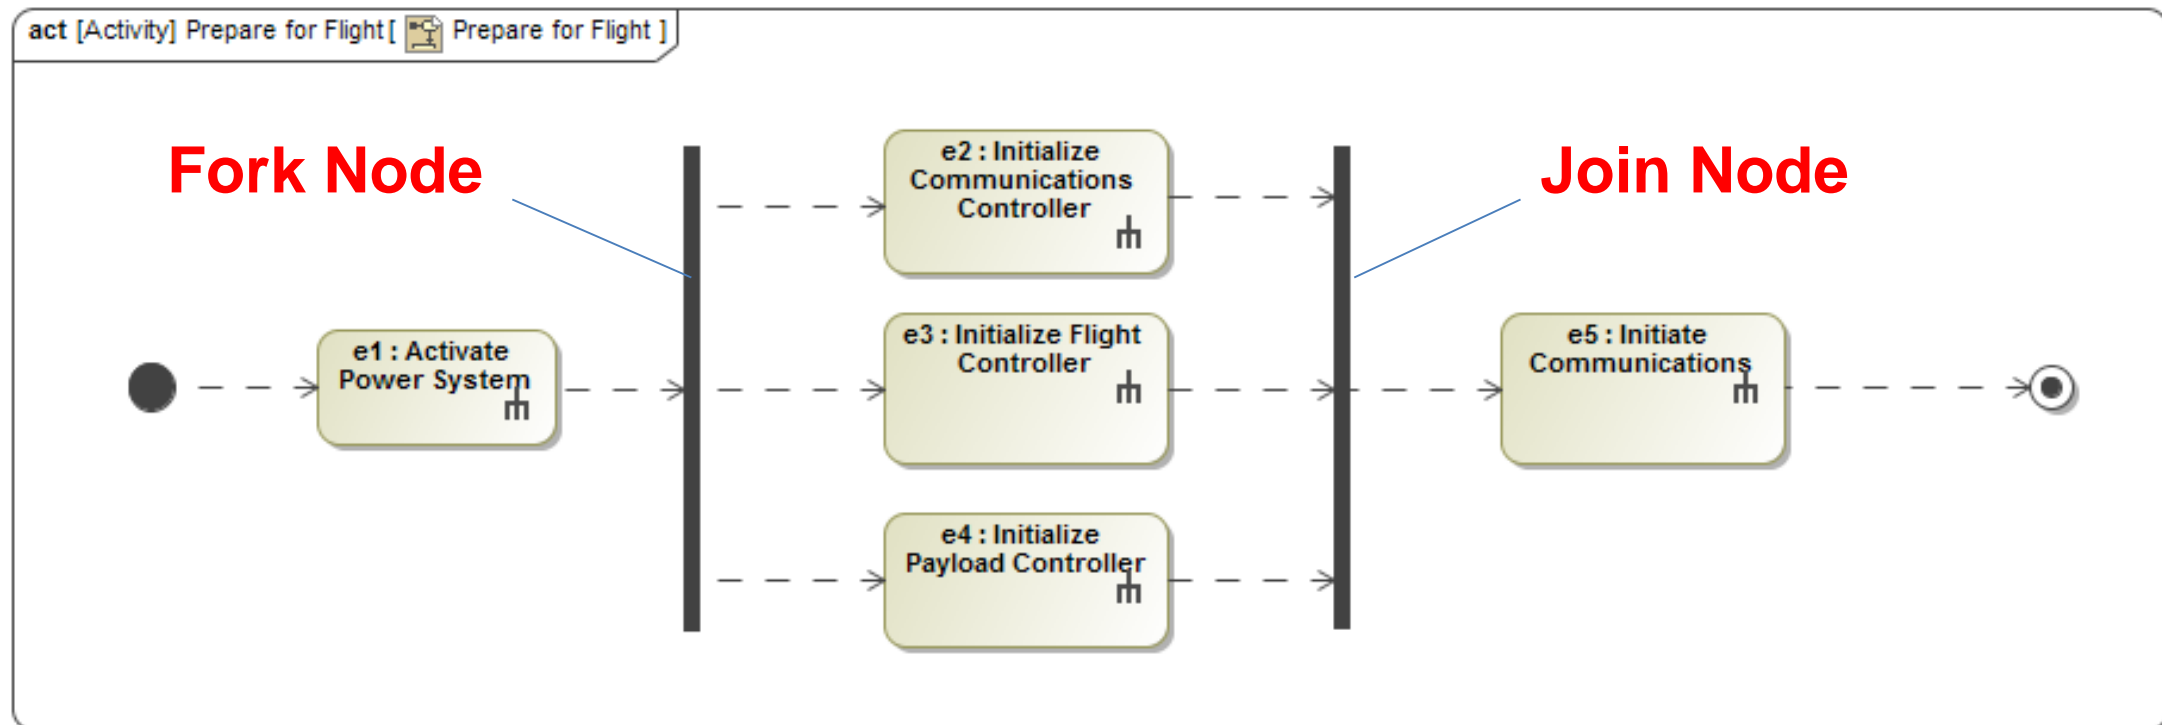 act [Activity] Prepare for Flight [ Prepare for Flight ]
Fork Node
Join Node
e2 : Initialize
Communications
Controller
e1 : Activate
Power System
e3 : Initialize Flight
Controller
e5 : Initiate
Communications
e4 : Initialize
Payload Controller